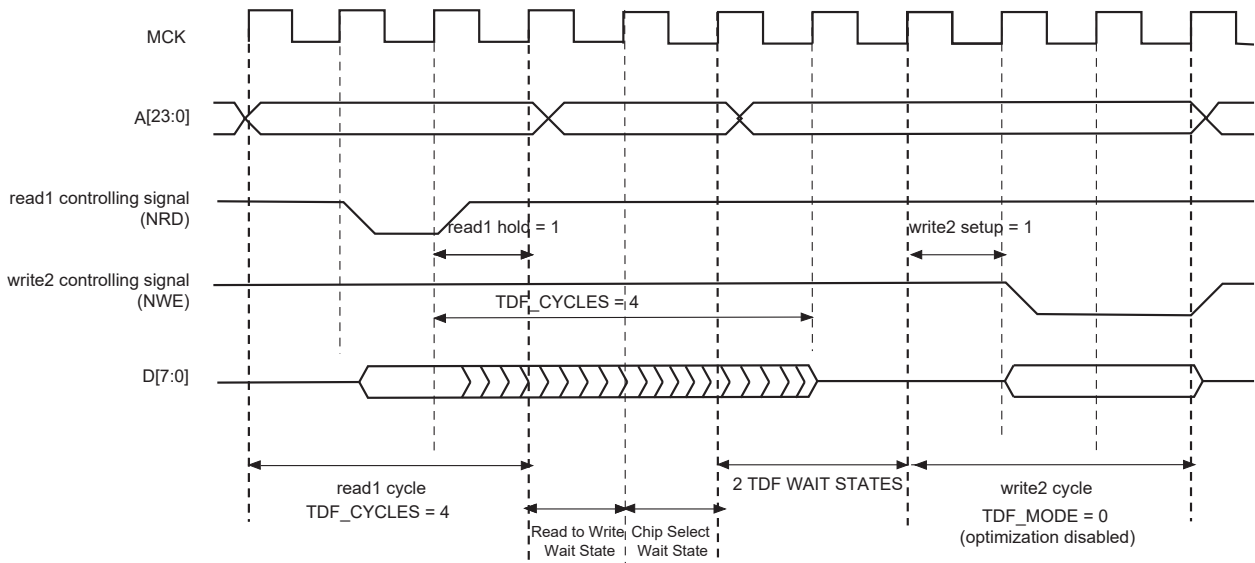 MCK
A[23:0]
read1 controlling signal
(NRD)
read1 hold = 1
write2 setup = 1
write2 controlling signal
(NWE)
TDF_CYCLES = 4
D[7:0]
read1 cycle
TDF_CYCLES = 4
2 TDF WAIT STATES
write2 cycle
TDF_MODE = 0
(optimization disabled)
Read to Write
Wait State
Chip Select
Wait State